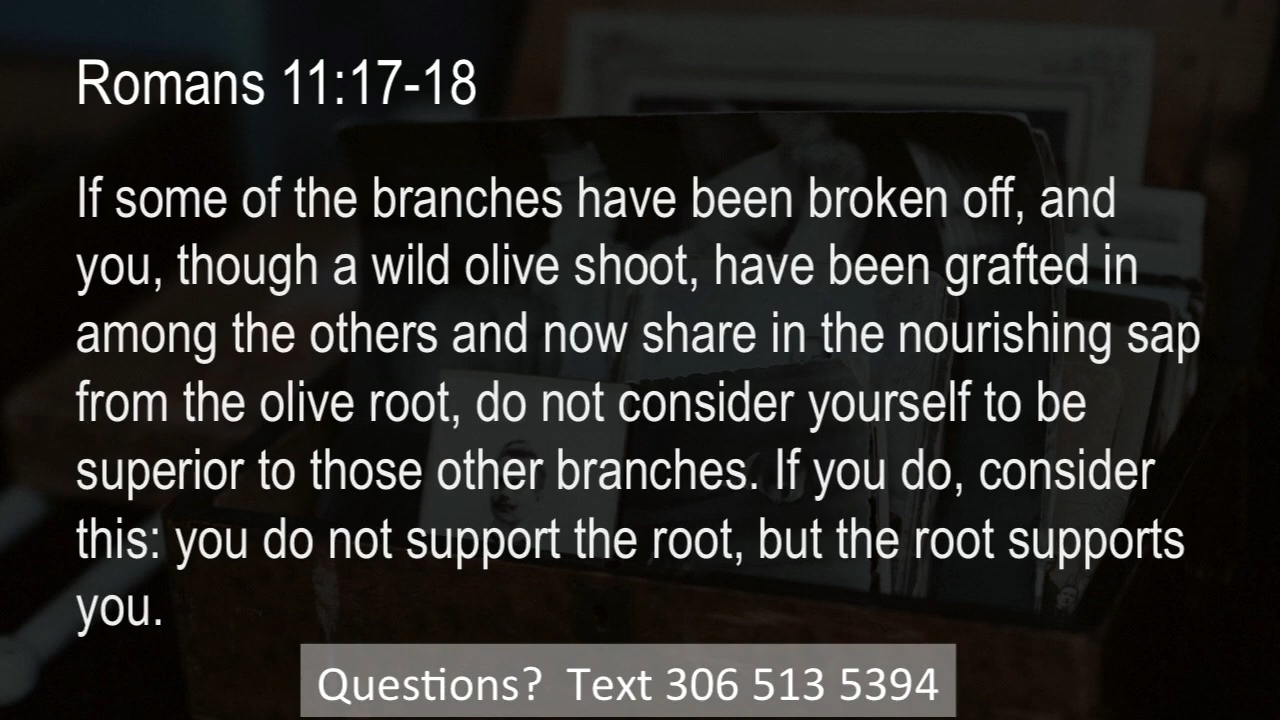 Romans 11:17-18
If some of the branches have been broken off, and
you, though a wild olive shoot, have been grafted in
among the others and now share in the nourishing sap
from the olive root, do not consider yourself to be
superior to those other branches. If you do, consider
this: you do not support the root, but the root supports
you.
Questions?  Text 306 513 5394